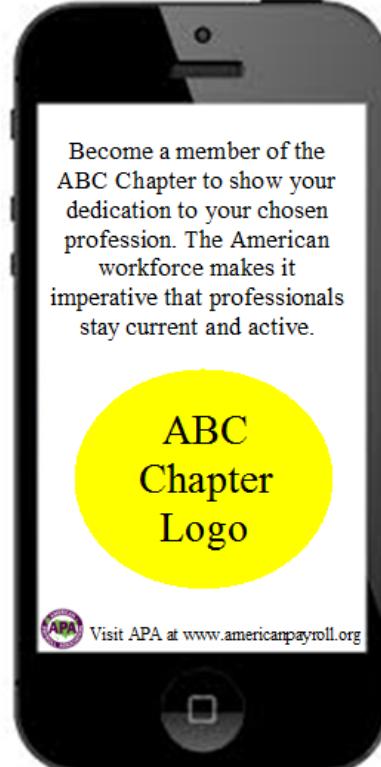 Become a member of the
ABC Chapter to show your
dedication to your chosen
profession. The American
workforce makes it
imperative that professionals
stay current and active.
ABC
Chapter
Logo
APA
Visit APA at www.americanpayroll.org